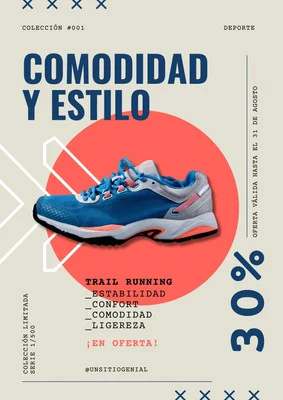 COLECCIÓN #001
DEPORTE
COMODIDAD
Y ESTILO
OFERTA VÁLIDA HASTA EL 31 DE AGOSTO
30%
TRAIL RUNNING
_ESTABILIDAD
_CONFORT
_COMODIDAD
_LIGEREZA
¡EN OFERTA!
COLECCIÓN LIMITADA
SERIE 1/500
@UNSITIOGENIAL